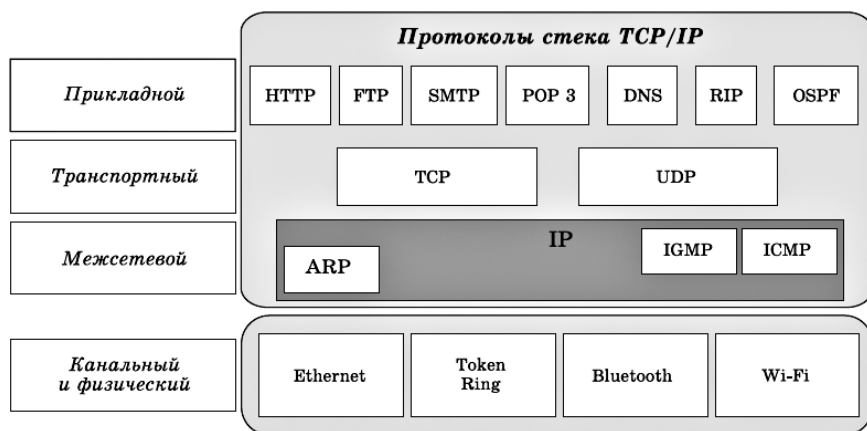 Протоколы стека TCP/IP
Прикладной
HTTP
FTP
SMTP
POP 3
DNS
RIP
OSPF
Транспортный
TCP
UDP
Межсетевой
IP
ARP
IGMP
ICMP
Канальный
и физический
Ethernet
Token
Ring
Bluetooth
Wi-Fi